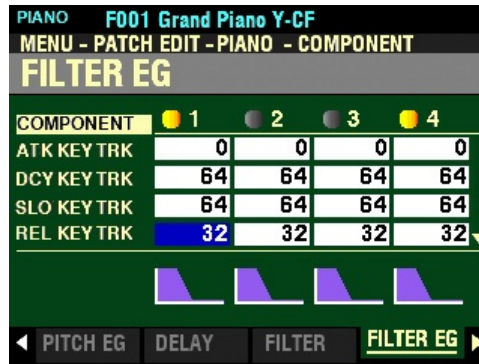 PIANO F001 Grand Piano Y-CF
MENU - PATCH EDIT - PIANO - COMPONENT
FILTER EG
COMPONENT 1 2 3 4
ATK KEY TRK 0 0 0 0
DCY KEY TRK 64 64 64 64
SLO KEY TRK 64 64 64 64
REL KEY TRK 32 32 32 32
PITCH EG DELAY FILTER FILTER EG